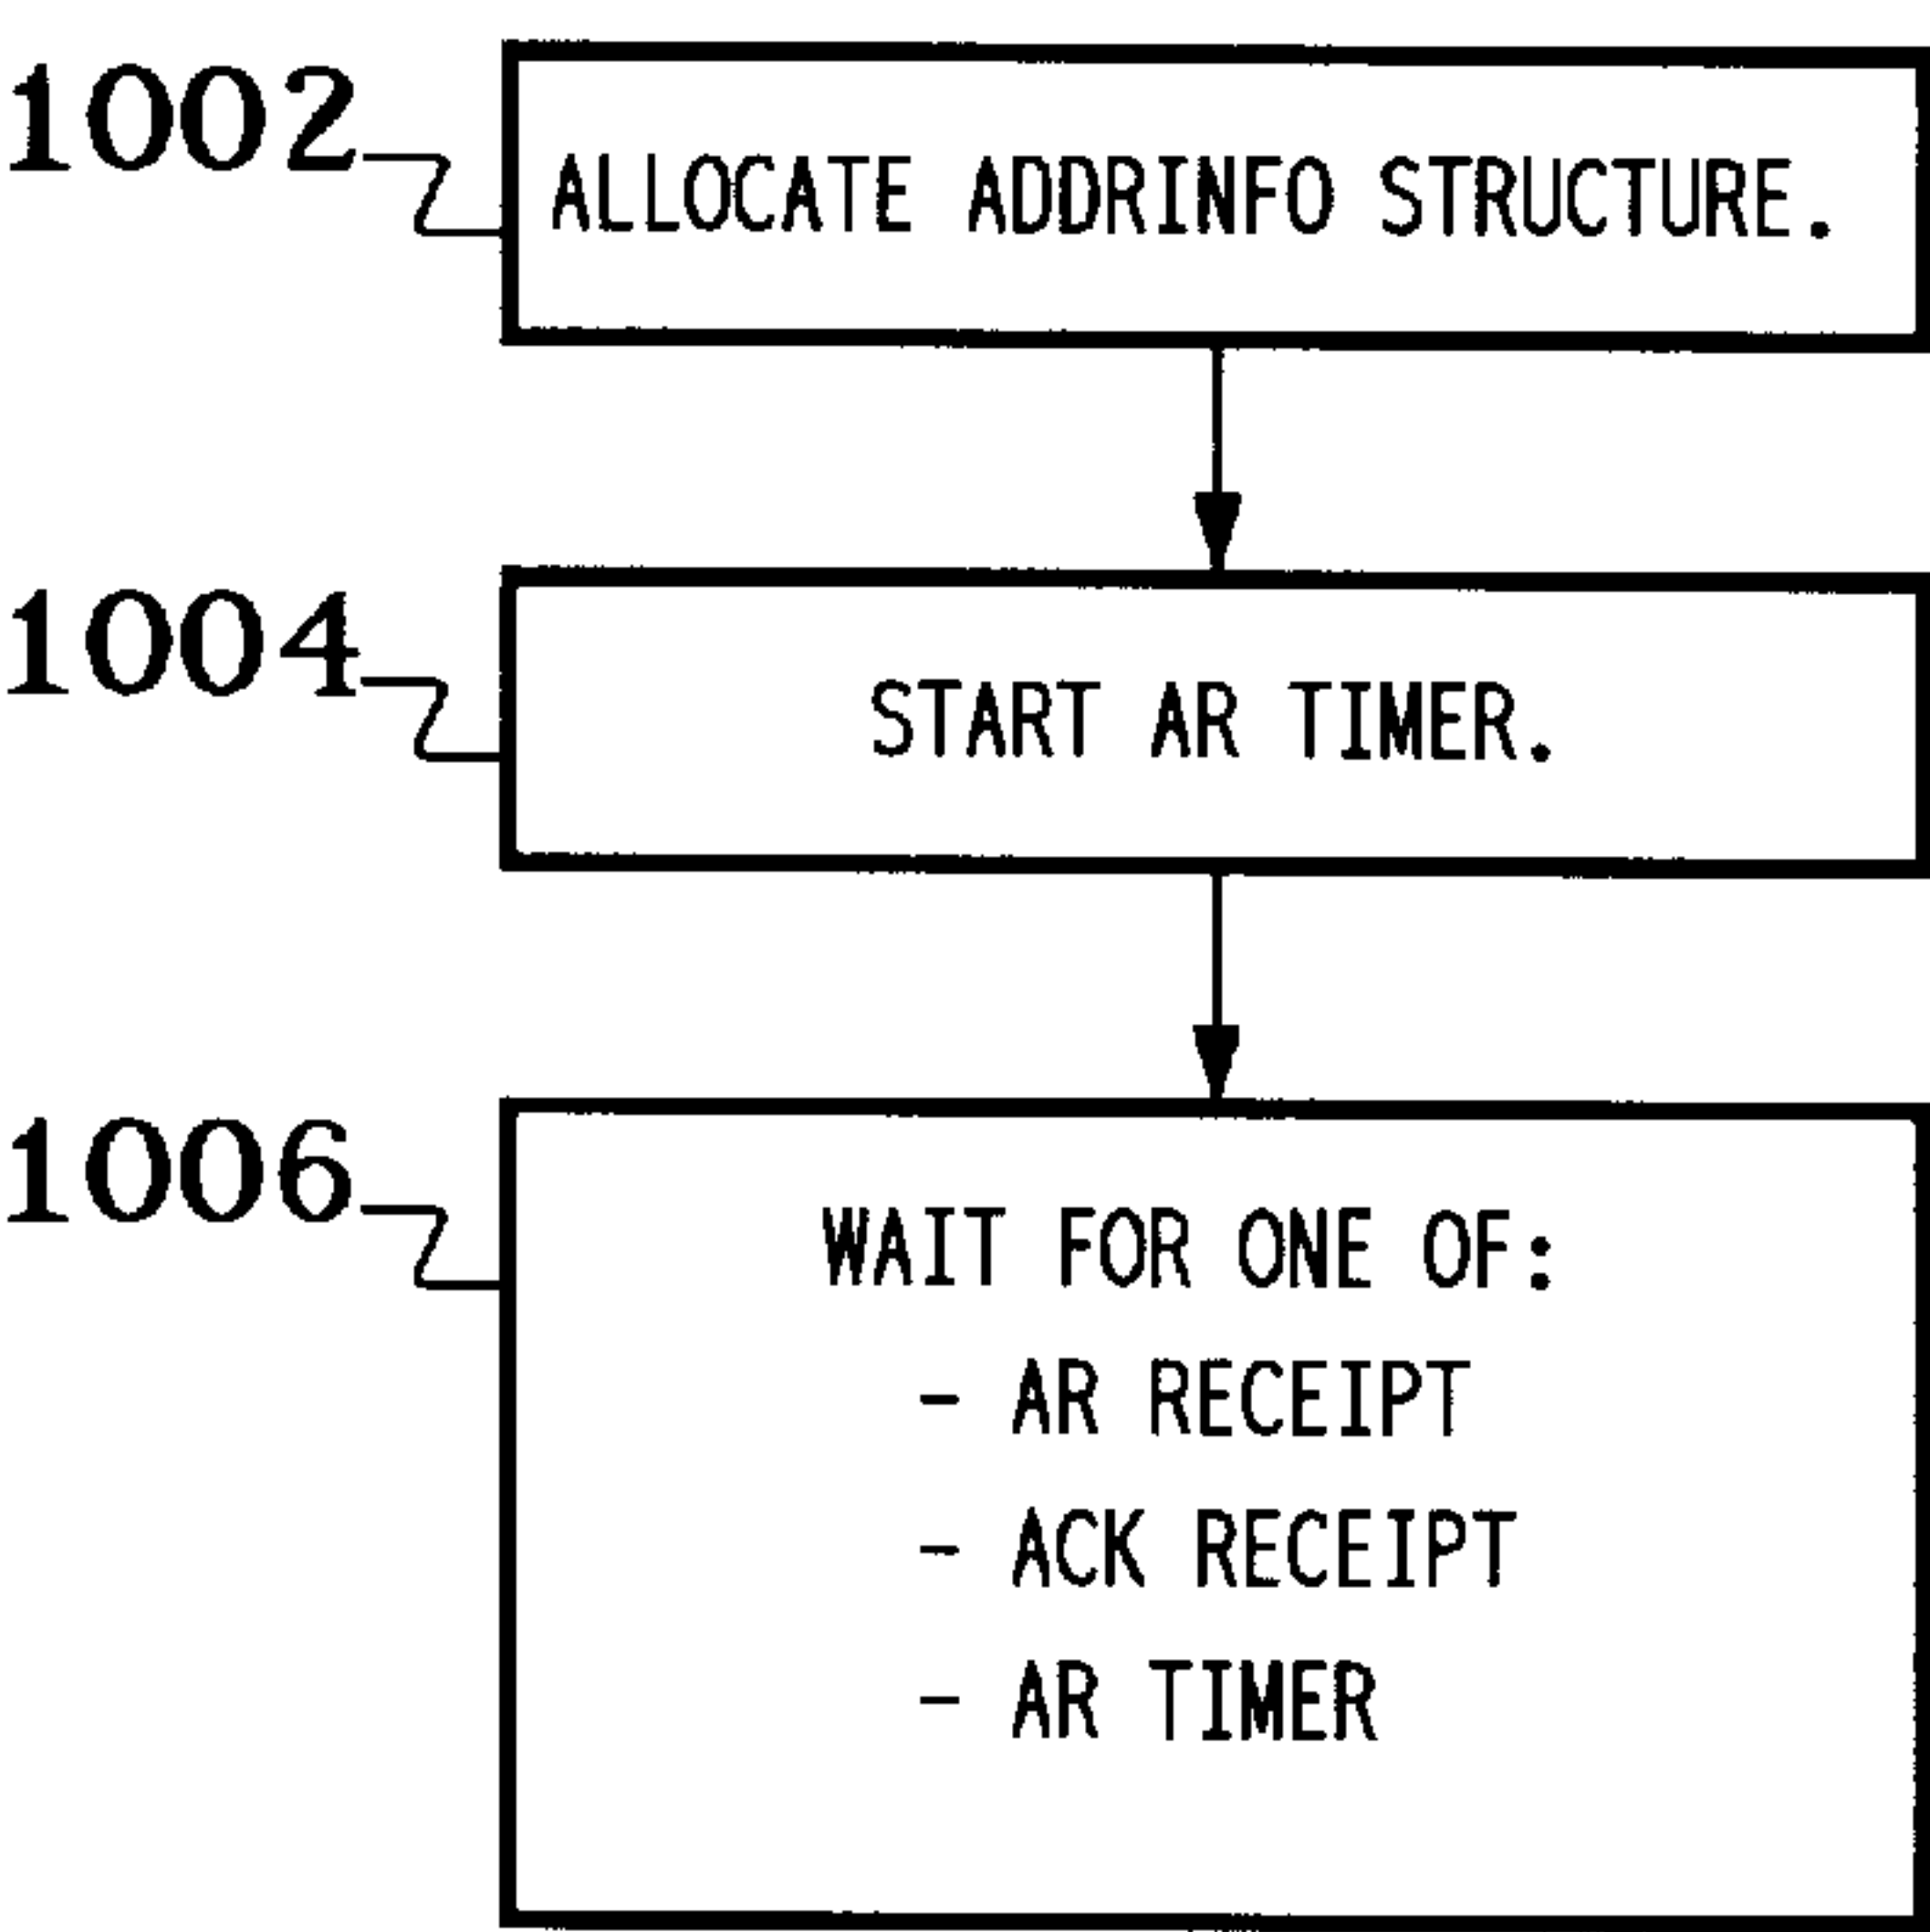 1002
ALLOCATE ADDRINFO STRUCTURE.
1004
START AR TIMER.
1006
WAIT FOR ONE OF:
- AR RECEIPT
- ACK RECEIPT
- AR TIMER